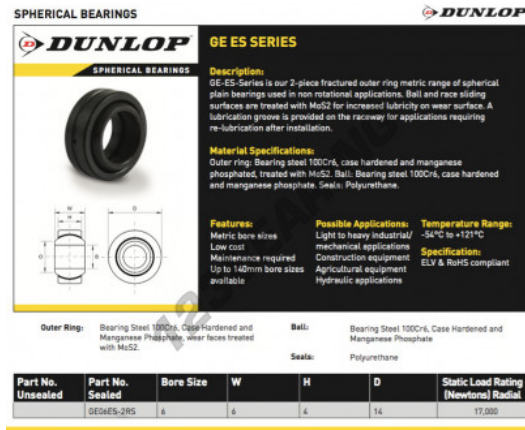 SPHERICAL BEARINGS
DUNLOP
DUNLOP
SPHERICAL BEARINGS
GE ES SERIES
Description:
GE-ES-Series is our 2-piece fractured outer ring metric range of spherical
plain bearings used in non rotational applications. Ball and race sliding
surfaces are treated with MoS2 for increased lubricity on wear surface. A
lubrication groove is provided on the raceway for applications requiring
re-lubrication after installation.
Material Specifications:
Outer ring: Bearing steel 100Cr6, case hardened and manganese
phosphated, treated with MoS2. Ball: Bearing steel 100Cr6, case hardened
and manganese phosphate. Seals: Polyurethane.
Features:
Metric bore sizes
Low cost
Maintenance required
Up to 140mm bore sizes
available
Possible Applications:
Light to heavy industrial/
mechanical applications
Construction equipment
Agricultural equipment
Hydraulic applications
Temperature Range:
-54°C to +121°C
Specification:
ELV & RoHS compliant
W
H
D
Outer Ring:
Bearing Steel 100Cr6, Case Hardened and
Manganese Phosphate, wear faces treated
with MoS2.
Ball:
Bearing Steel 100Cr6, Case Hardened and
Manganese Phosphate
Seals:
Polyurethane
Part No. Unsealed Part No. Sealed Bore Size W H D Static Load Rating (Newtons) Radial
GE06ES-2RS 6 6 4 14 17,000